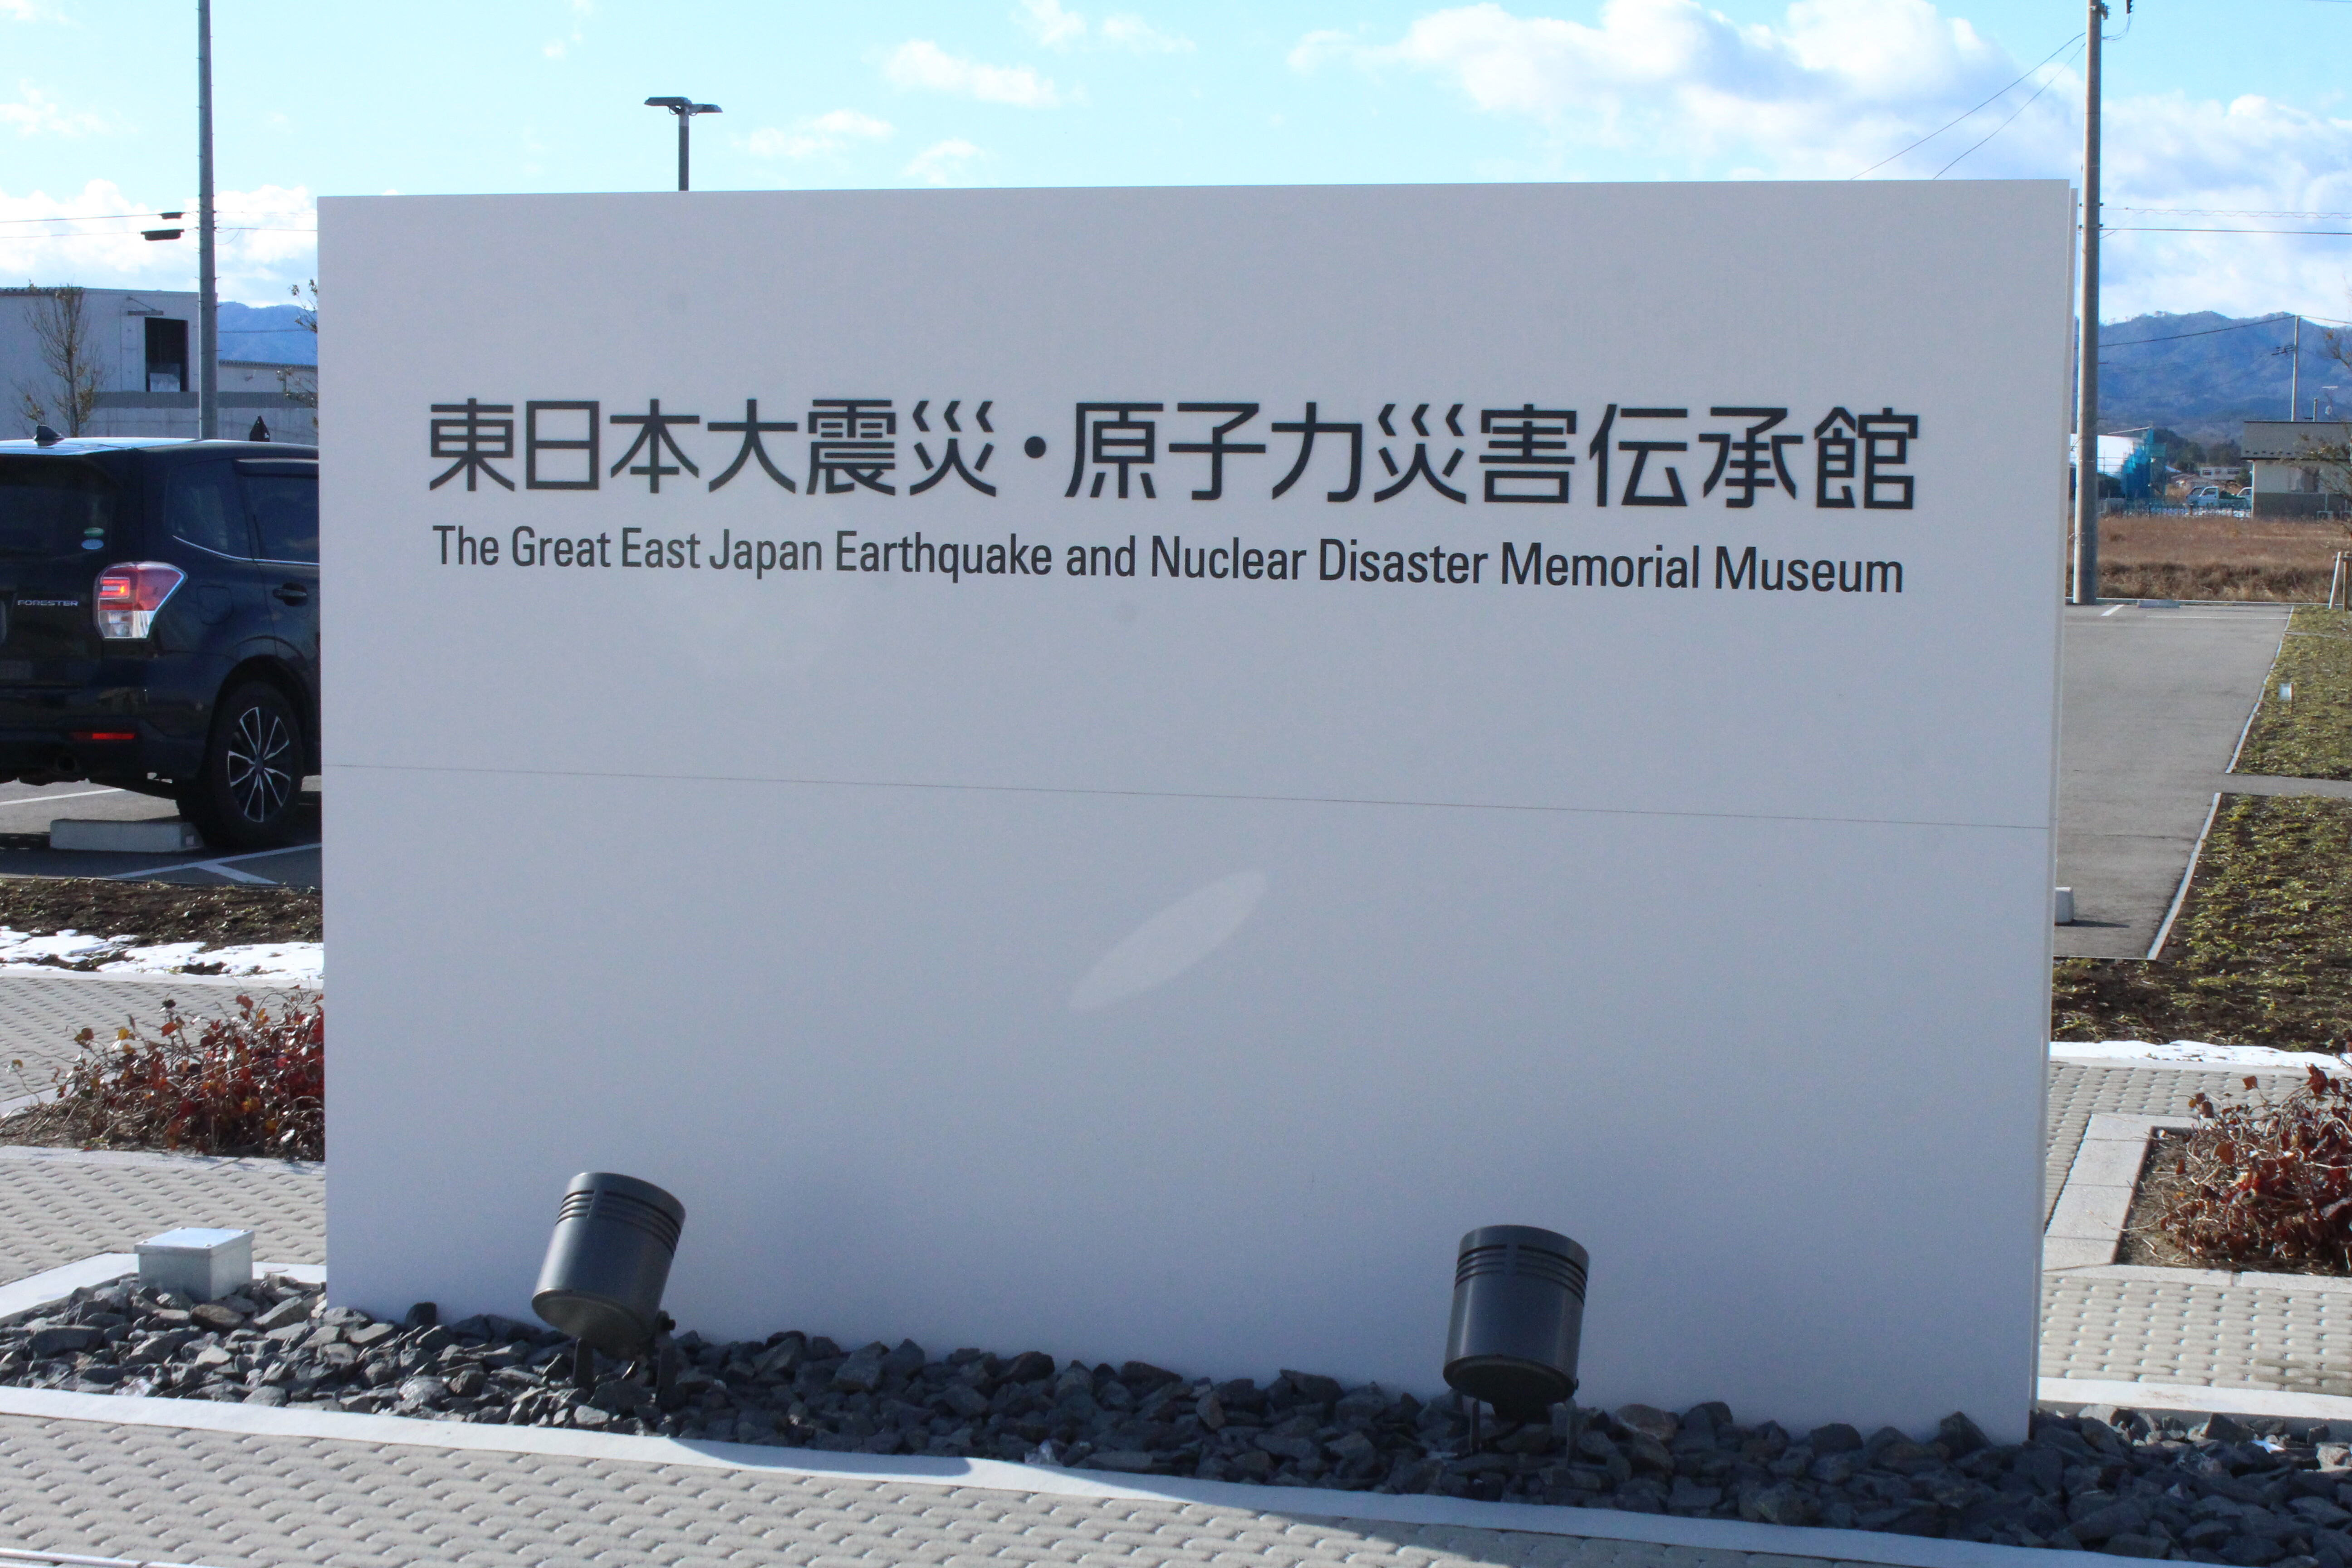 東日本大震災・原子力災害伝承館
The Great East Japan Earthquake and Nuclear Disaster Memorial Museum
FORESTER